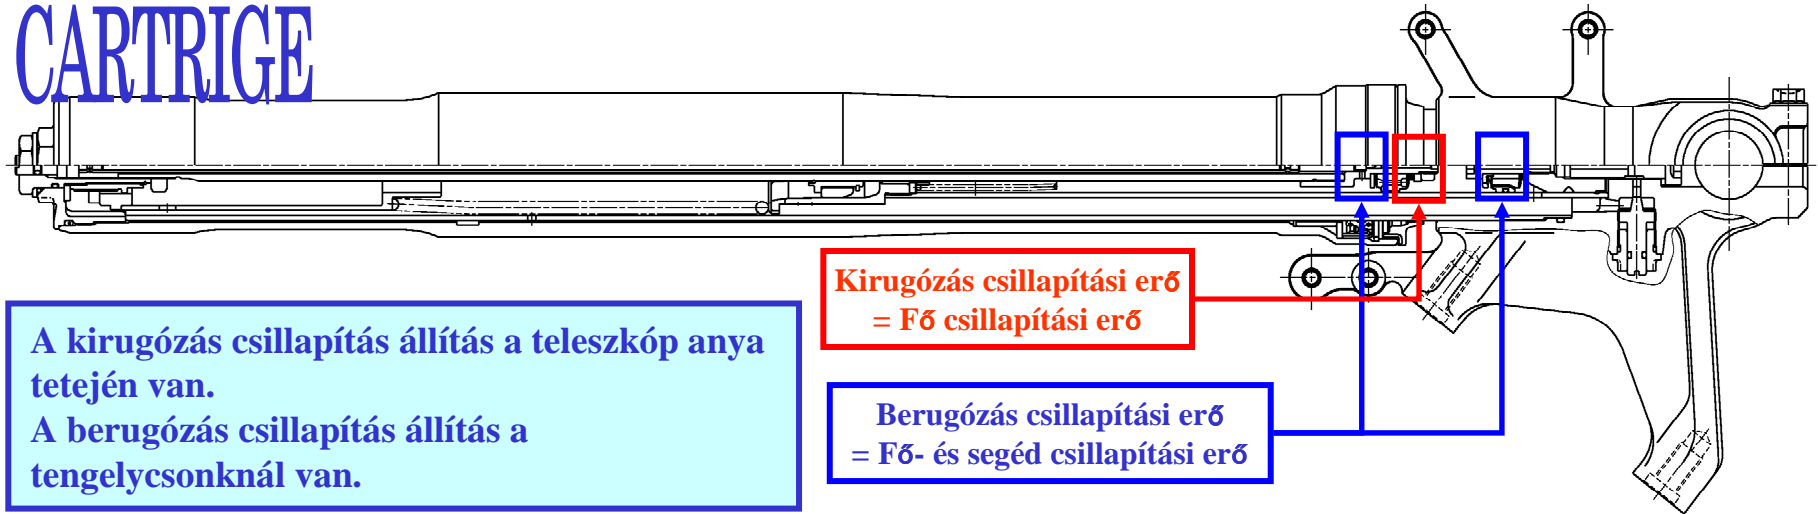 CARTRIGE
Kirugózás csillapítási erő
= Fő csillapítási erő
A kirugózás csillapítás állítás a teleszkóp anya
tetején van.
A berugózás csillapítás állítás a
tengelycsonknál van.
Berugózás csillapítási erő
= Fő- és segéd csillapítási erő